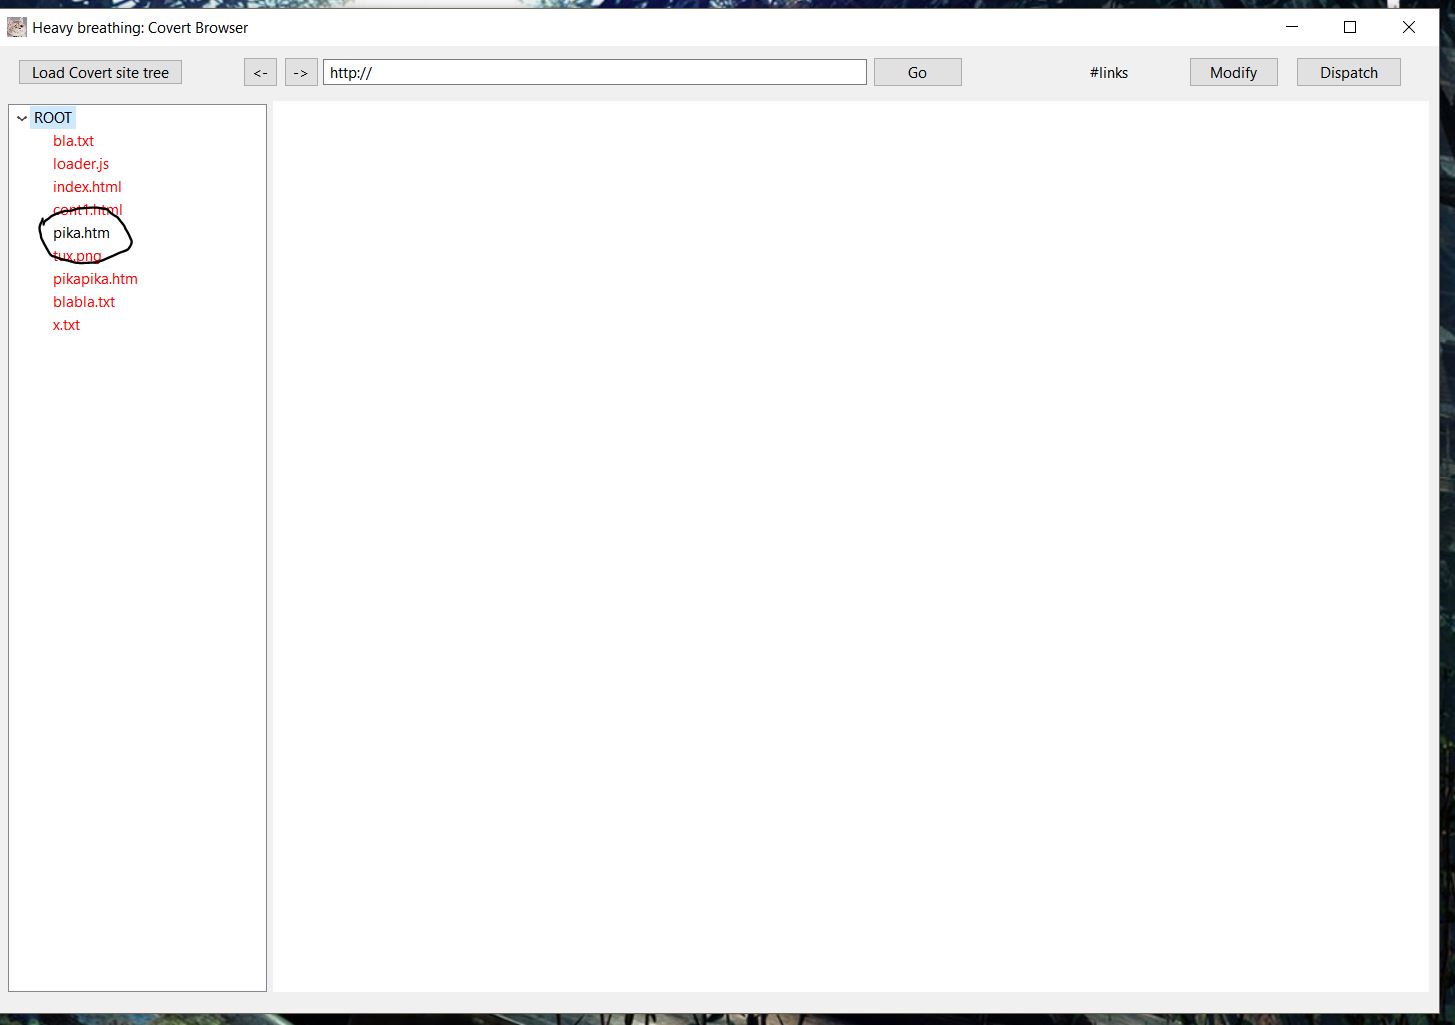 Heavy breathing: Covert Browser
Load Covert site tree <- -> http:// Go #links Modify Dispatch
ROOT
bla.txt
loader.js
index.html
cont1.html
pika.htm
tux.png
pikapika.htm
blabla.txt
x.txt